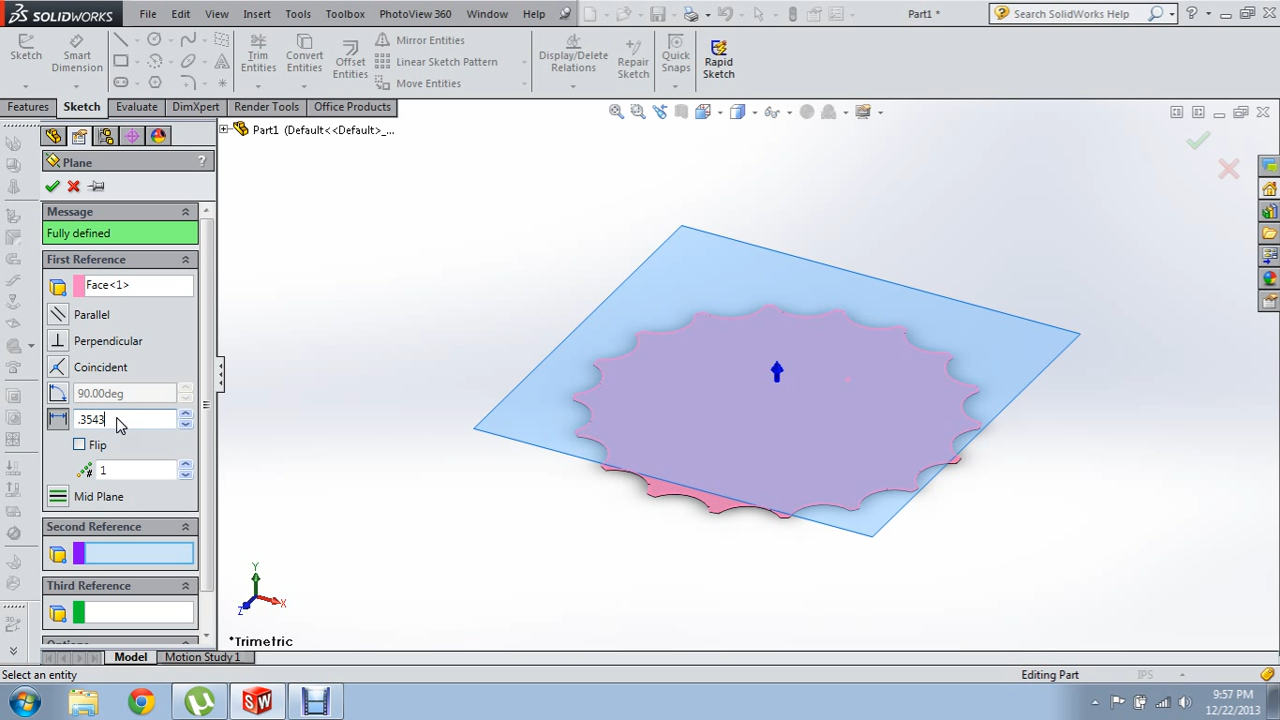 SOLIDWORKS File Edit View Insert Tools Toolbox PhotoView 360 Window Help Part1 * Search SolidWorks Help
Sketch Smart Dimension Trim Entities Convert Entities Offset Entities Mirror Entities Linear Sketch Pattern Move Entities Display/Delete Relations Repair Sketch Quick Snaps Rapid Sketch
Features Sketch Evaluate DimXpert Render Tools Office Products
Part1 (Default<<Default>_...
Plane ?
Message
Fully defined
First Reference
Face<1>
Parallel
Perpendicular
Coincident
90.00deg
.3543
Flip
# 1
Mid Plane
Second Reference
Third Reference
Options
Y
X
Z
*Trimetric
Model Motion Study 1
Select an entity Editing Part IPS
SW
9:57 PM
12/22/2013